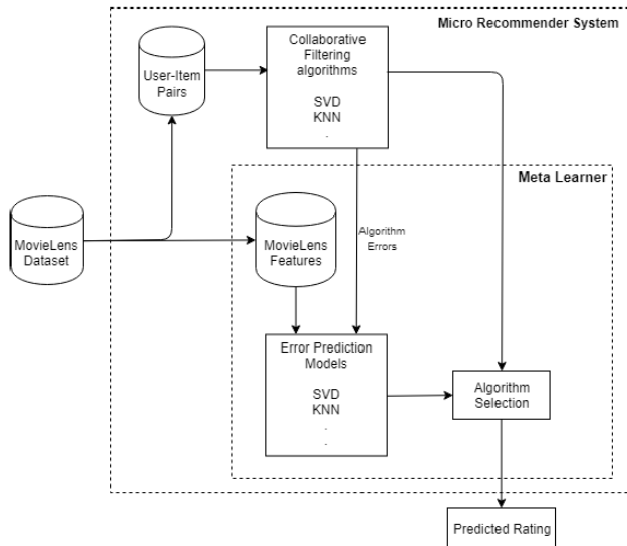 Micro Recommender System
User-Item
Pairs
Collaborative
Filtering
algorithms
SVD
KNN
.
Meta Learner
MovieLens
Dataset
MovieLens
Features
Algorithm
Errors
Error Prediction
Models
SVD
KNN
.
.
Algorithm
Selection
Predicted Rating